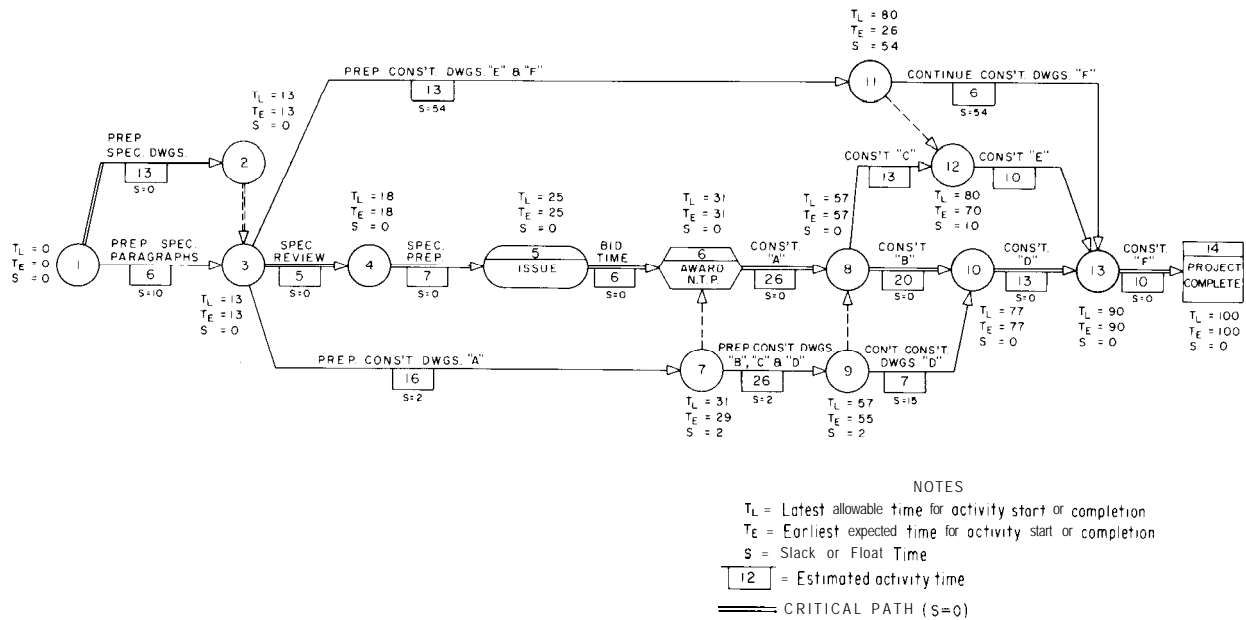 T_L = 80
T_E = 26
S = 54
11
PREP CONS'T. DWGS. "E" & "F"
13
S=54
CONTINUE CONST. DWGS. "F"
6
S=54
T_L = 13
T_E = 13
S = 0
2
PREP
SPEC. DWGS.
13
S=0
CONS'T "C"
13
12
CONS'T "E"
10
T_L = 80
T_E = 70
S = 10
T_L = 0
T_E = 0
S = 0
1
PREP SPEC.
PARAGRAPHS
6
S=10
3
T_L = 13
T_E = 13
S = 0
SPEC
REVIEW
5
S=0
T_L = 18
T_E = 18
S = 0
4
SPEC.
PREP.
7
S=0
T_L = 25
T_E = 25
S = 0
5
ISSUE
BID
TIME
6
S=0
T_L = 31
T_E = 31
S = 0
6
AWARD
N.T.P.
CONS'T.
"A"
26
S=0
T_L = 57
T_E = 57
S = 0
8
CONS'T
"B"
20
S=0
10
T_L = 77
T_E = 77
S = 0
CONS'T.
"D"
13
S=0
13
T_L = 90
T_E = 90
S = 0
CONS'T.
"F"
10
S=0
14
PROJECT
COMPLETE
T_L = 100
T_E = 100
S = 0
PREP. CONS'T DWGS. "A"
16
S=2
7
T_L = 31
T_E = 29
S = 2
PREP.CONS'T DWGS.
"B", "C" & "D"
26
S=2
9
T_L = 57
T_E = 55
S = 2
CON'T CONS'T.
DWGS "D"
7
S=15
NOTES
T_L = Latest allowable time for activity start or completion
T_E = Earliest expected time for activity start or completion
S = Slack or Float Time
12 = Estimated activity time
CRITICAL PATH (S=0)